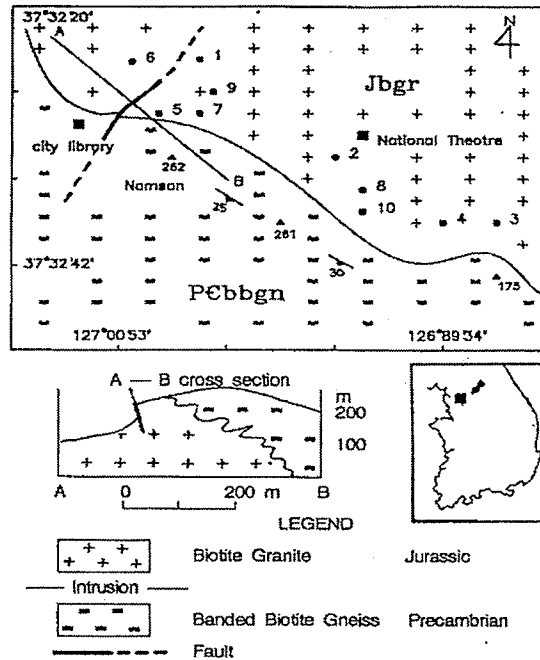 37°32'20"
A
N
6
1
Jbgr
9
5
7
city library
National Theatre
2
262
Namsan
8
B
10
25
281
4
3
37°32'42"
30
175
P€bbgn
127°00'53"
126°89'34"
A — B cross section
m
200
100
A
0
200 m
B
LEGEND
Biotite Granite
Jurassic
Intrusion
Banded Biotite Gneiss
Precambrian
Fault